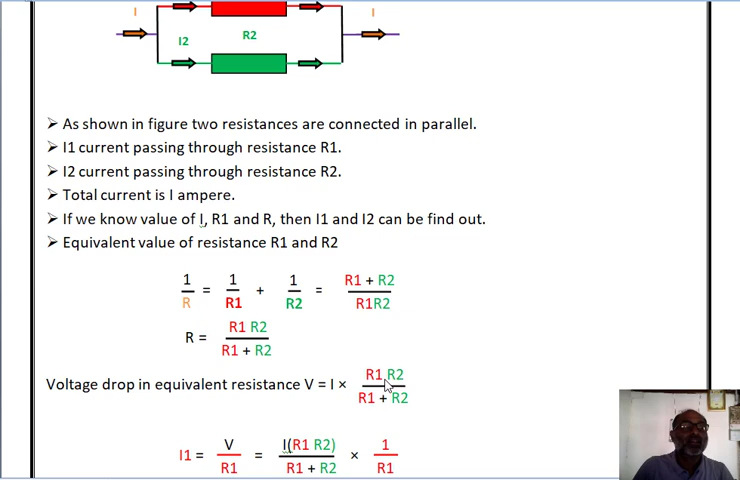 I I
I2 R2
➢ As shown in figure two resistances are connected in parallel.
➢ I1 current passing through resistance R1.
➢ I2 current passing through resistance R2.
➢ Total current is I ampere.
➢ If we know value of I, R1 and R, then I1 and I2 can be find out.
➢ Equivalent value of resistance R1 and R2
1/R = 1/R1 + 1/R2 = R1 + R2/R1R2
R = R1 R2/R1 + R2
Voltage drop in equivalent resistance V = I × R1 R2/R1 + R2
I1 = V/R1 = I(R1 R2)/R1 + R2 × 1/R1